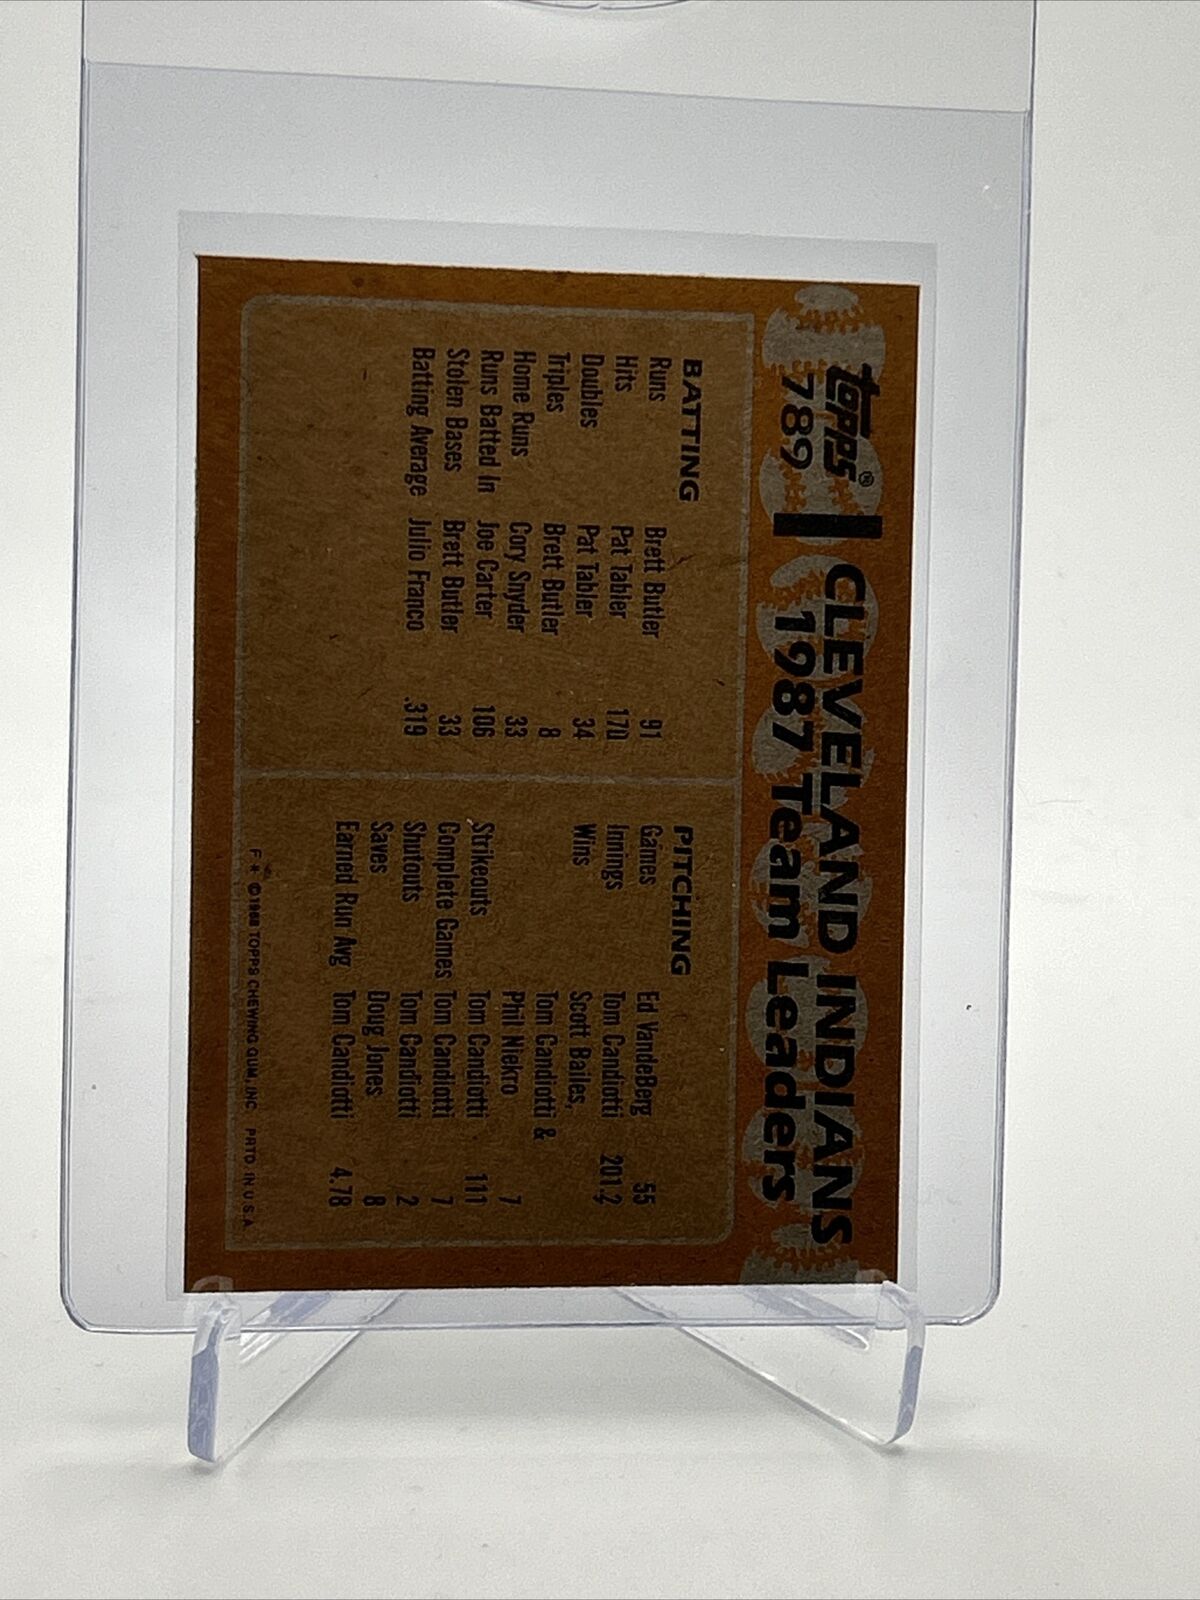 topps® CLEVELAND INDIANS
789 1987 Team Leaders
BATTING
Runs Brett Butler 91
Hits Pat Tabler 170
Doubles Pat Tabler 34
Triples Brett Butler 8
Home Runs Cory Snyder 33
Runs Batted In Joe Carter 106
Stolen Bases Brett Butler 33
Batting Average Julio Franco .319
PITCHING
Games Ed VandeBerg 55
Innings Tom Candiotti 201.2
Wins Scott Bailes,
Tom Candiotti &
Phil Niekro 7
Strikeouts Tom Candiotti 111
Complete Games Tom Candiotti 7
Shutouts Tom Candiotti 2
Saves Doug Jones 8
Earned Run Avg Tom Candiotti 4.78
F * ©1988 TOPPS CHEWING GUM, INC PRTD. IN U.S.A.